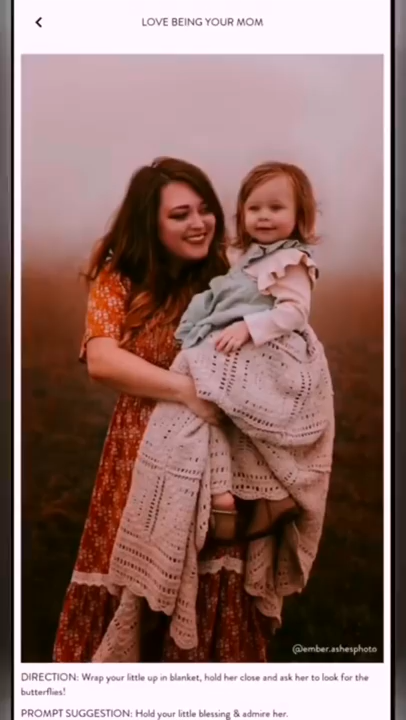 LOVE BEING YOUR MOM
@ember.ashesphoto
DIRECTION: Wrap your little up in blanket, hold her close and ask her to look for the
butterflies!
PROMPT SUGGESTION: Hold your little blessing & admire her.